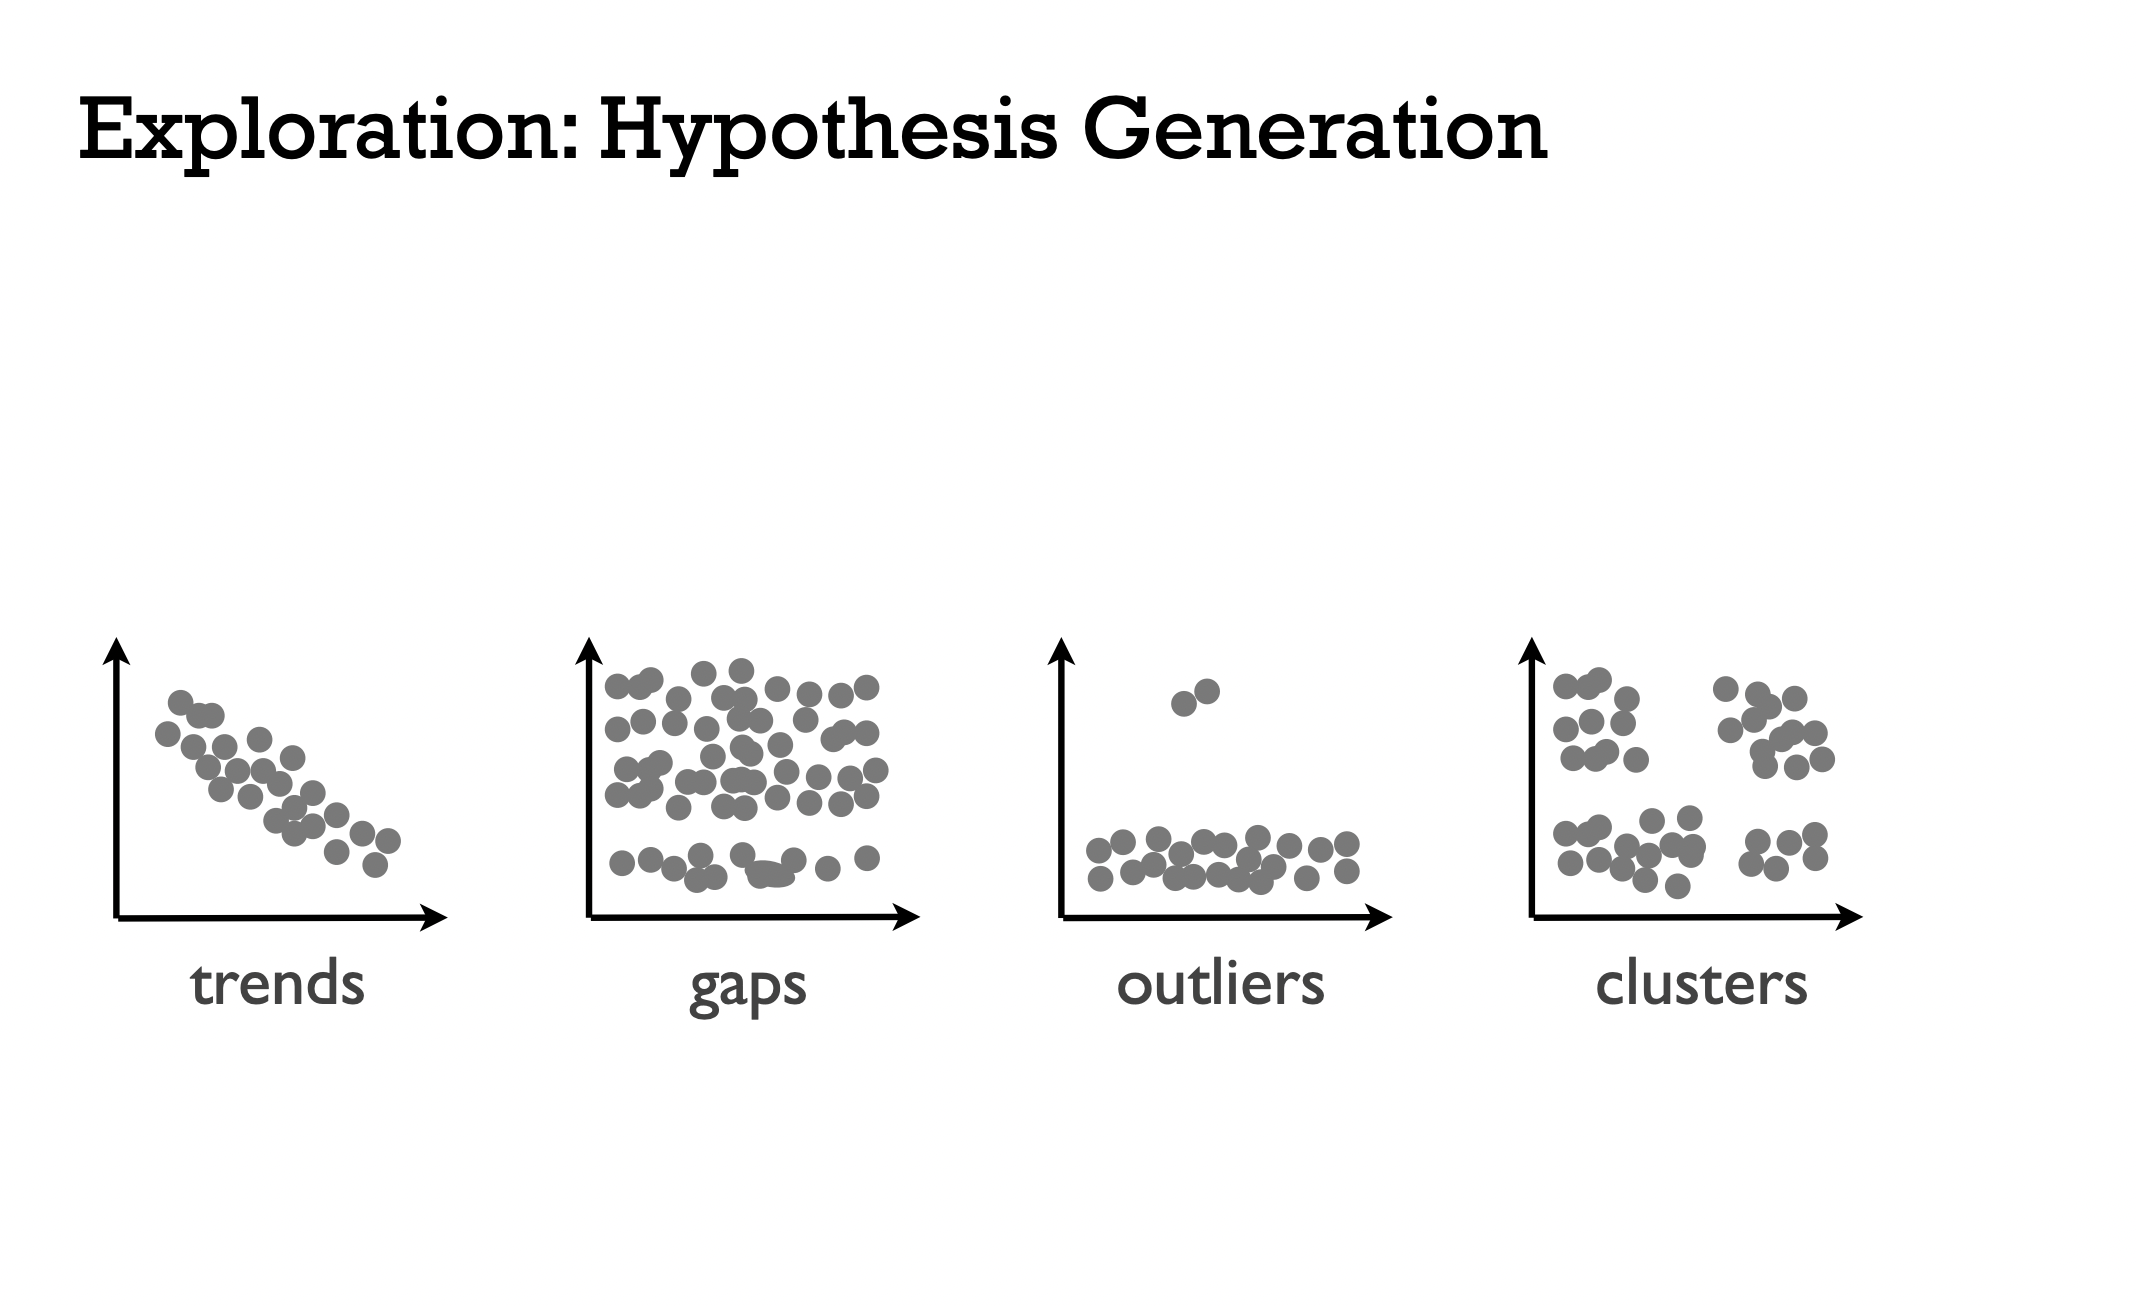 Exploration: Hypothesis Generation
trends
gaps
outliers
clusters